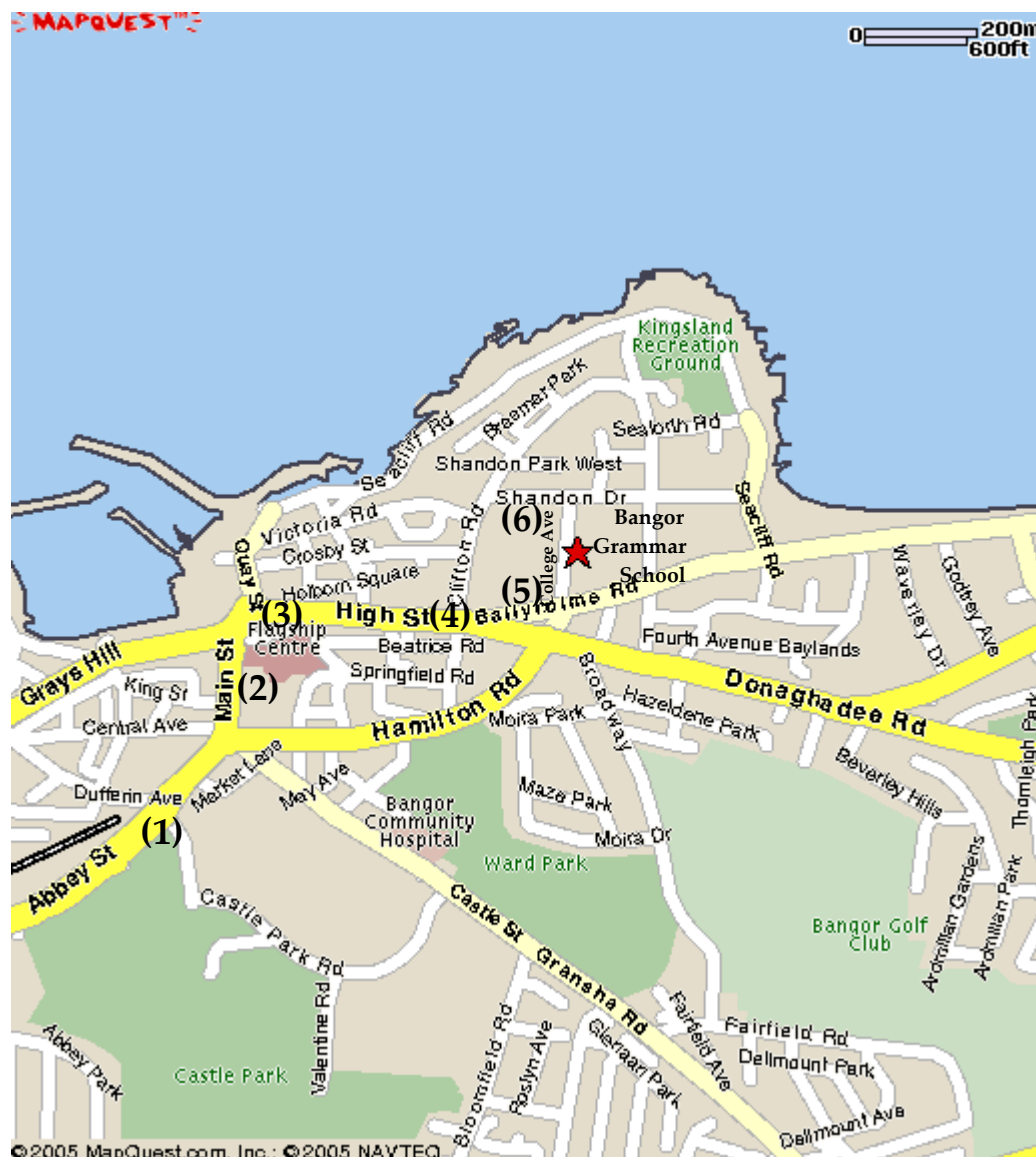 MAPQUEST™
0 200m
600ft
Kingsland
Recreation
Ground
Braemar Park
Seacliff Rd
Seaforth Rd
Shandon Park West
Shandon Dr
Seacliff Rd
Victoria Rd
Clifton Rd
(6)
College Ave
Bangor
Grammar
School
Crosby St
Quay St
Holborn Square
(5)
Ballyholme Rd
Waverley Dr
Godfrey Ave
(3)
High St
(4)
Flagship
Centre
Beatrice Rd
Fourth Avenue Baylands
Grays Hill
Main St
(2)
King St
Springfield Rd
Broadway
Donaghadee Rd
Central Ave
Hamilton Rd
Moira Park
Hazeldene Park
Market Lane
May Ave
Beverley Hills
Thornleigh Park
Dufferin Ave
Maze Park
(1)
Bangor
Community
Hospital
Moira Dr
Ward Park
Abbey St
Castle Park Rd
Castle St
Gransha Rd
Bangor Golf
Club
Ardmillian Gardens
Ardmillian Park
Valentine Rd
Abbey Park
Castle Park
Bloomfield Rd
Roslyn Ave
Glenaan Park
Fairfield Ave
Fairfield Rd
Dellmount Park
Dellmount Ave
©2005 MapQuest.com, Inc.; ©2005 NAVTEQ